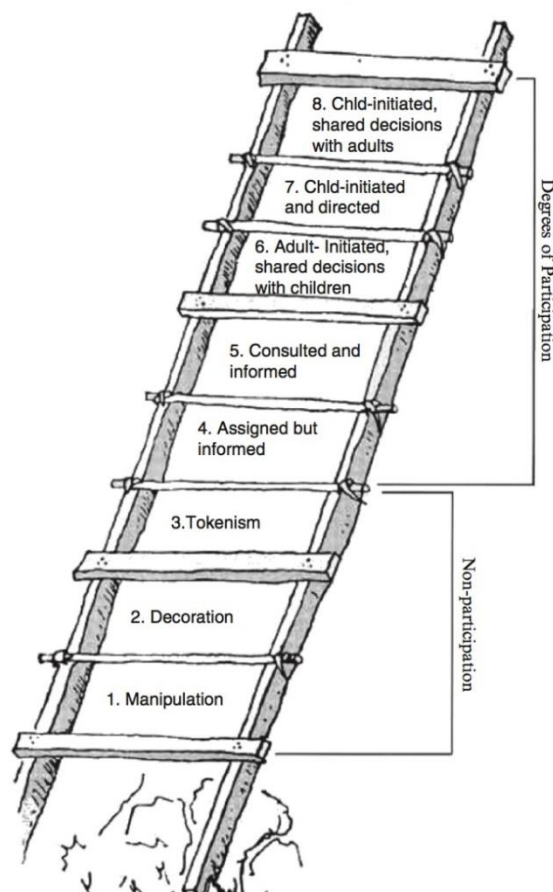 8. Chld-initiated,
shared decisions
with adults
7. Chld-initiated
and directed
6. Adult- Initiated,
shared decisions
with children
5. Consulted and
informed
4. Assigned but
informed
3.Tokenism
2. Decoration
1. Manipulation
Degrees of Participation
Non-participation